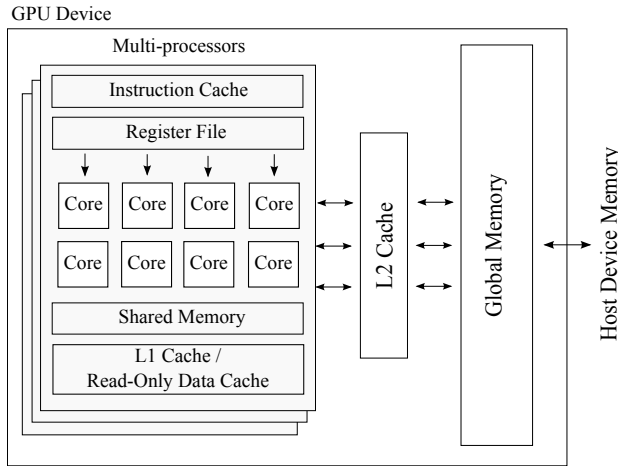 GPU Device
Multi-processors
Instruction Cache
Register File
Core Core Core Core
Core Core Core Core
Shared Memory
L1 Cache /
Read-Only Data Cache
L2 Cache
Global Memory
Host Device Memory